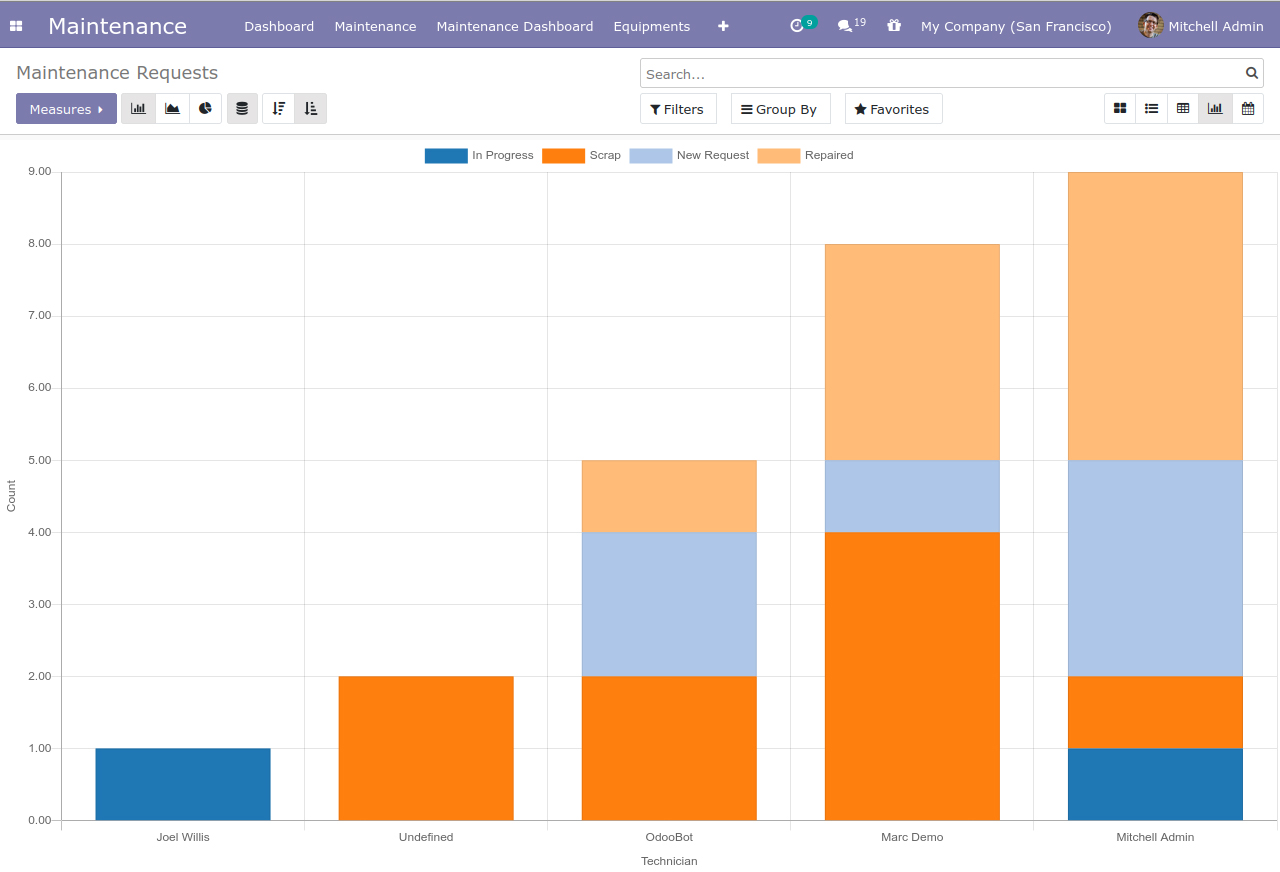 Maintenance Dashboard Maintenance Maintenance Dashboard Equipments 9 19 My Company (San Francisco) Mitchell Admin
Maintenance Requests
Search...
Measures Filters Group By Favorites
In Progress Scrap New Request Repaired
9.00
8.00
7.00
6.00
5.00
4.00
3.00
2.00
1.00
0.00
Count
Joel Willis Undefined OdooBot Marc Demo Mitchell Admin
Technician